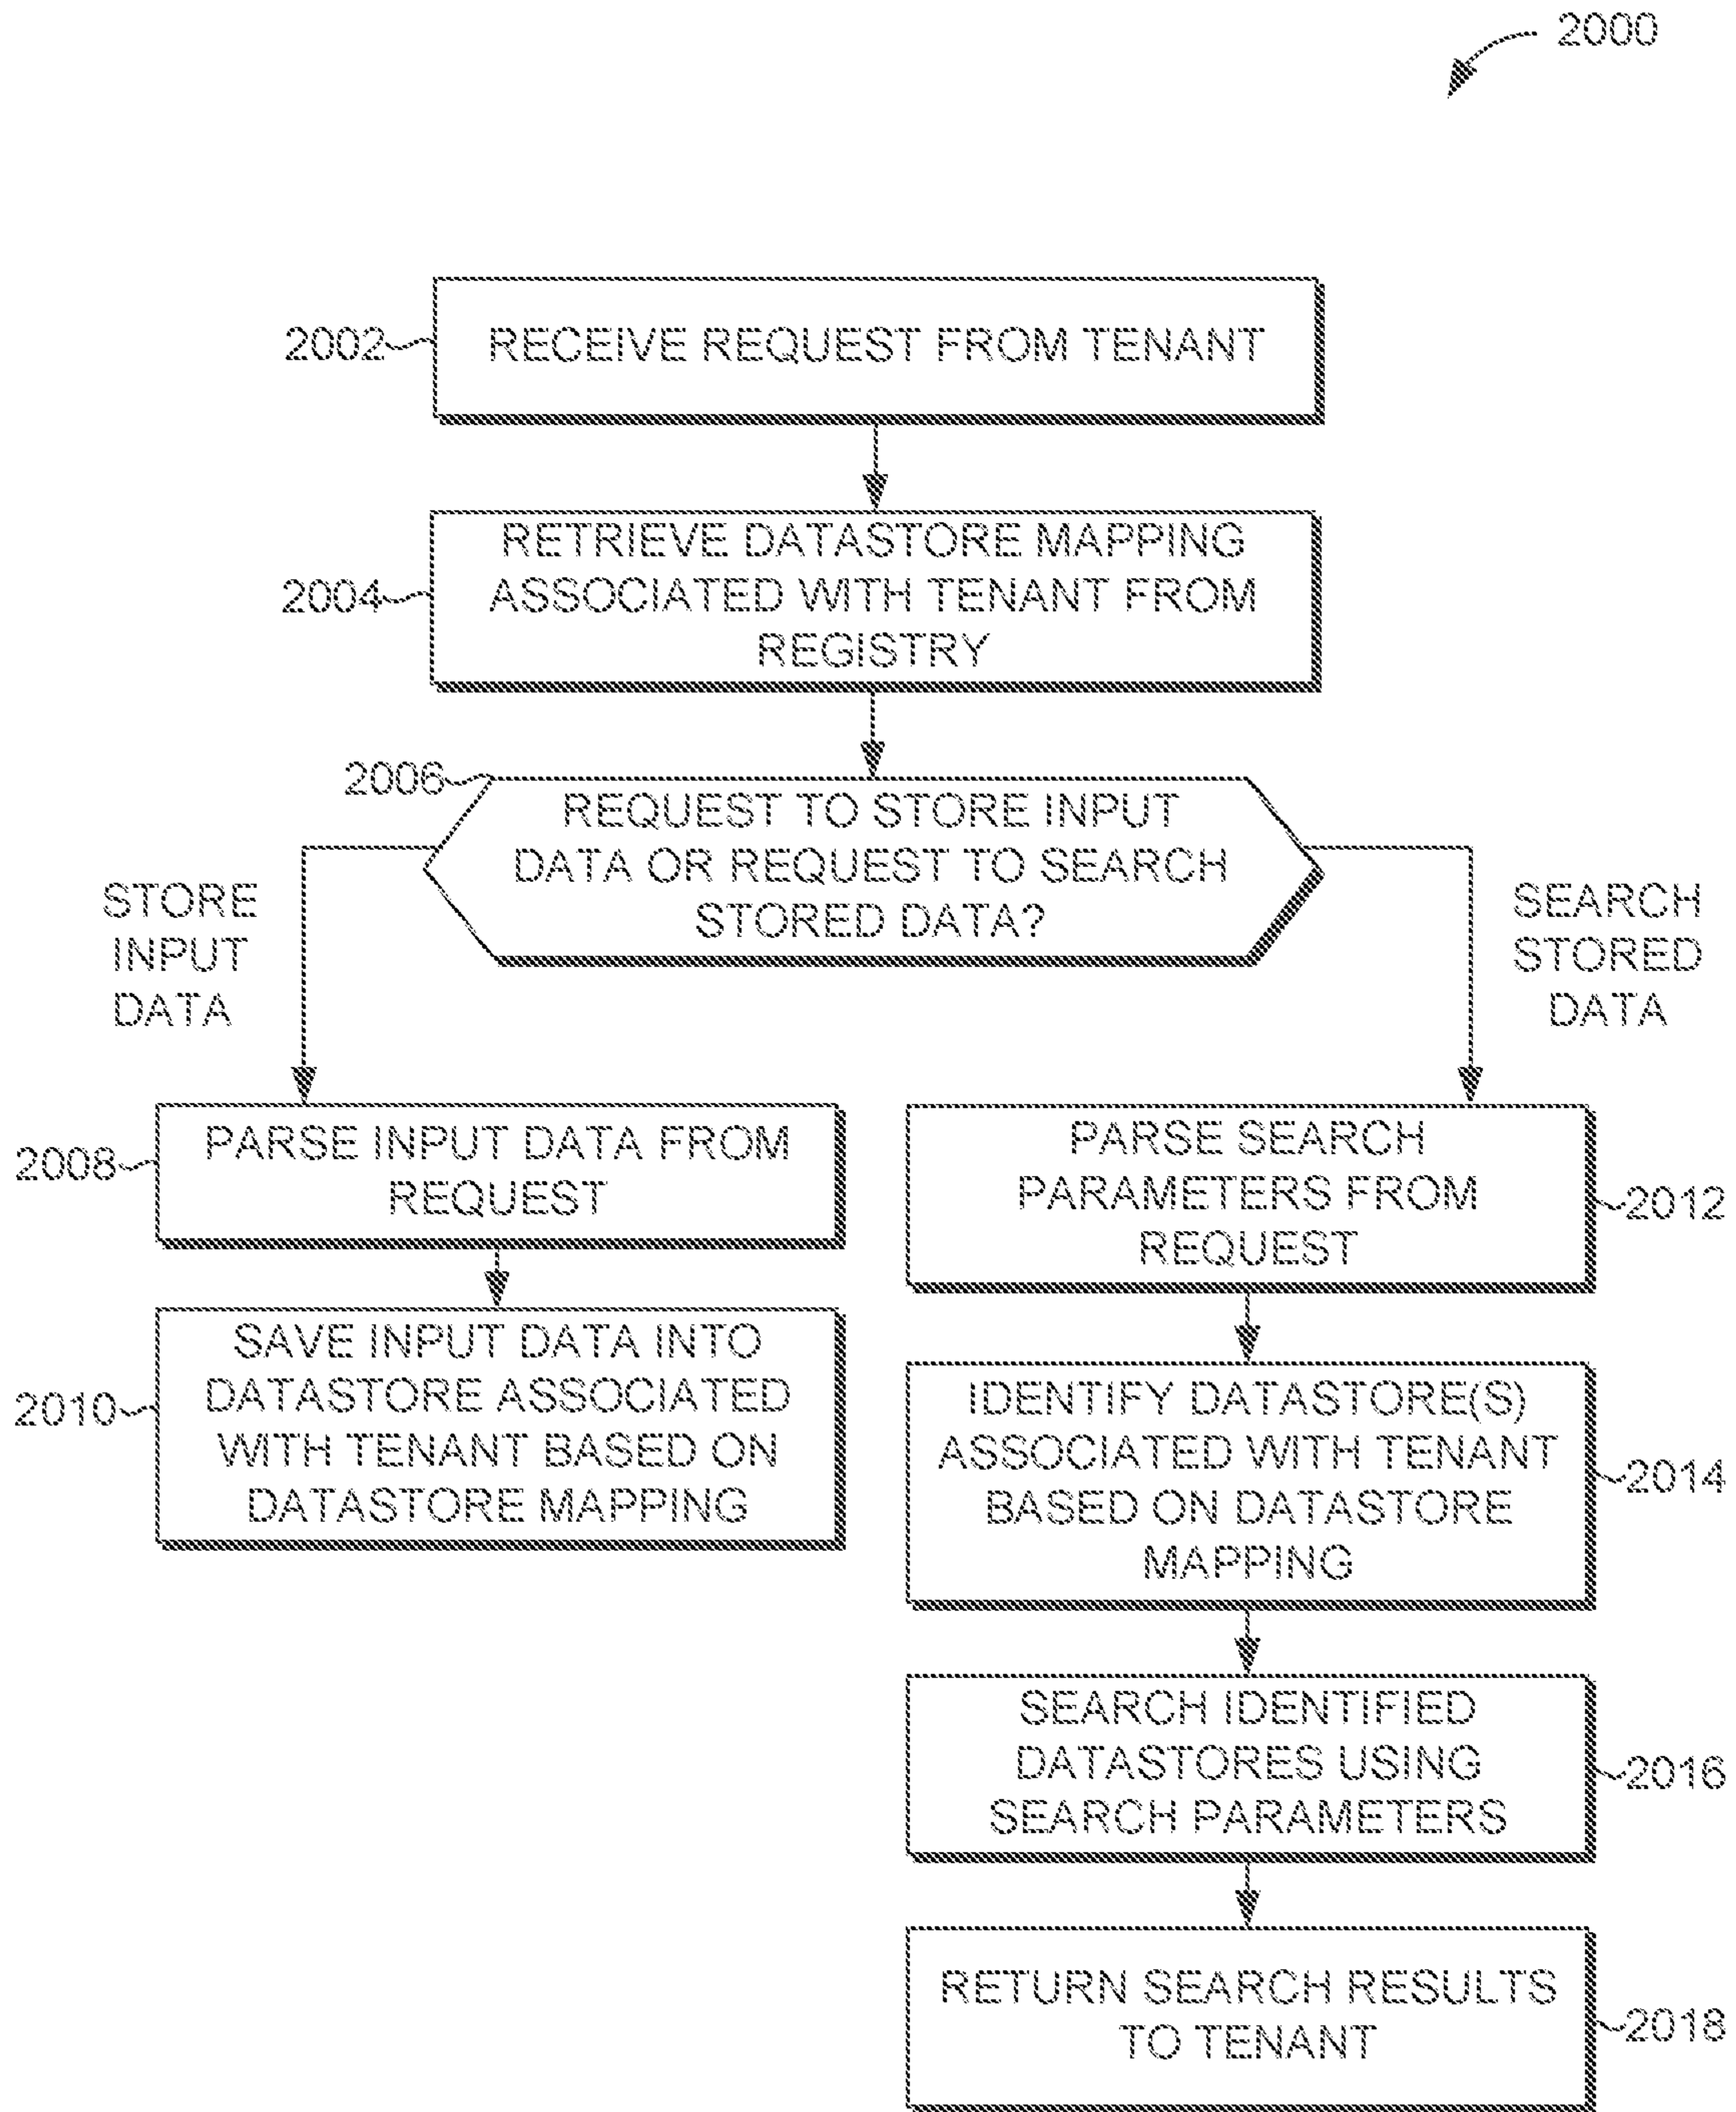 2000
2002
RECEIVE REQUEST FROM TENANT
2004
RETRIEVE DATASTORE MAPPING
ASSOCIATED WITH TENANT FROM
REGISTRY
2006
REQUEST TO STORE INPUT
DATA OR REQUEST TO SEARCH
STORED DATA?
STORE
INPUT
DATA
SEARCH
STORED
DATA
2008
PARSE INPUT DATA FROM
REQUEST
2010
SAVE INPUT DATA INTO
DATASTORE ASSOCIATED
WITH TENANT BASED ON
DATASTORE MAPPING
PARSE SEARCH
PARAMETERS FROM
REQUEST
2012
IDENTIFY DATASTORE(S)
ASSOCIATED WITH TENANT
BASED ON DATASTORE
MAPPING
2014
SEARCH IDENTIFIED
DATASTORES USING
SEARCH PARAMETERS
2016
RETURN SEARCH RESULTS
TO TENANT
2018